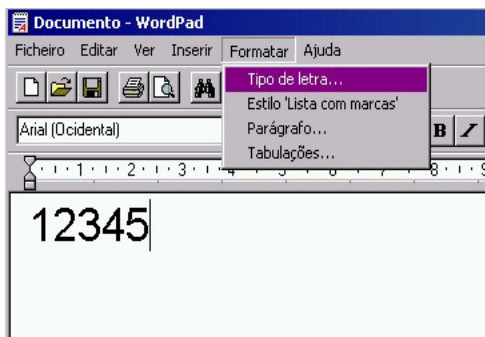 Documento - WordPad
Ficheiro Editar Ver Inserir Formatar Ajuda
Tipo de letra...
Estilo 'Lista com marcas'
Arial (Ocidental)
Parágrafo...
B I
Tabulações...
1 2 3 4 5 6 7 8 9
12345